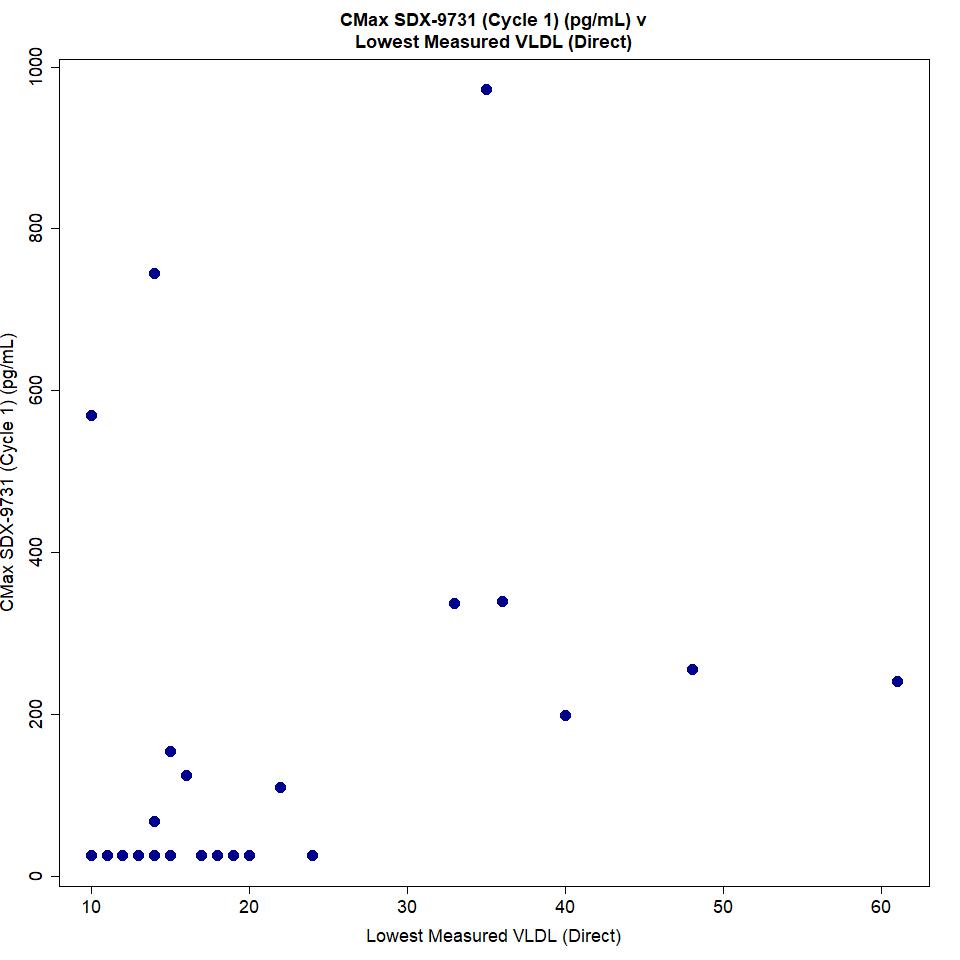 CMax SDX-9731 (Cycle 1) (pg/mL) v
Lowest Measured VLDL (Direct)
CMax SDX-9731 (Cycle 1) (pg/mL)
1000
800
600
400
200
0
10 20 30 40 50 60
Lowest Measured VLDL (Direct)